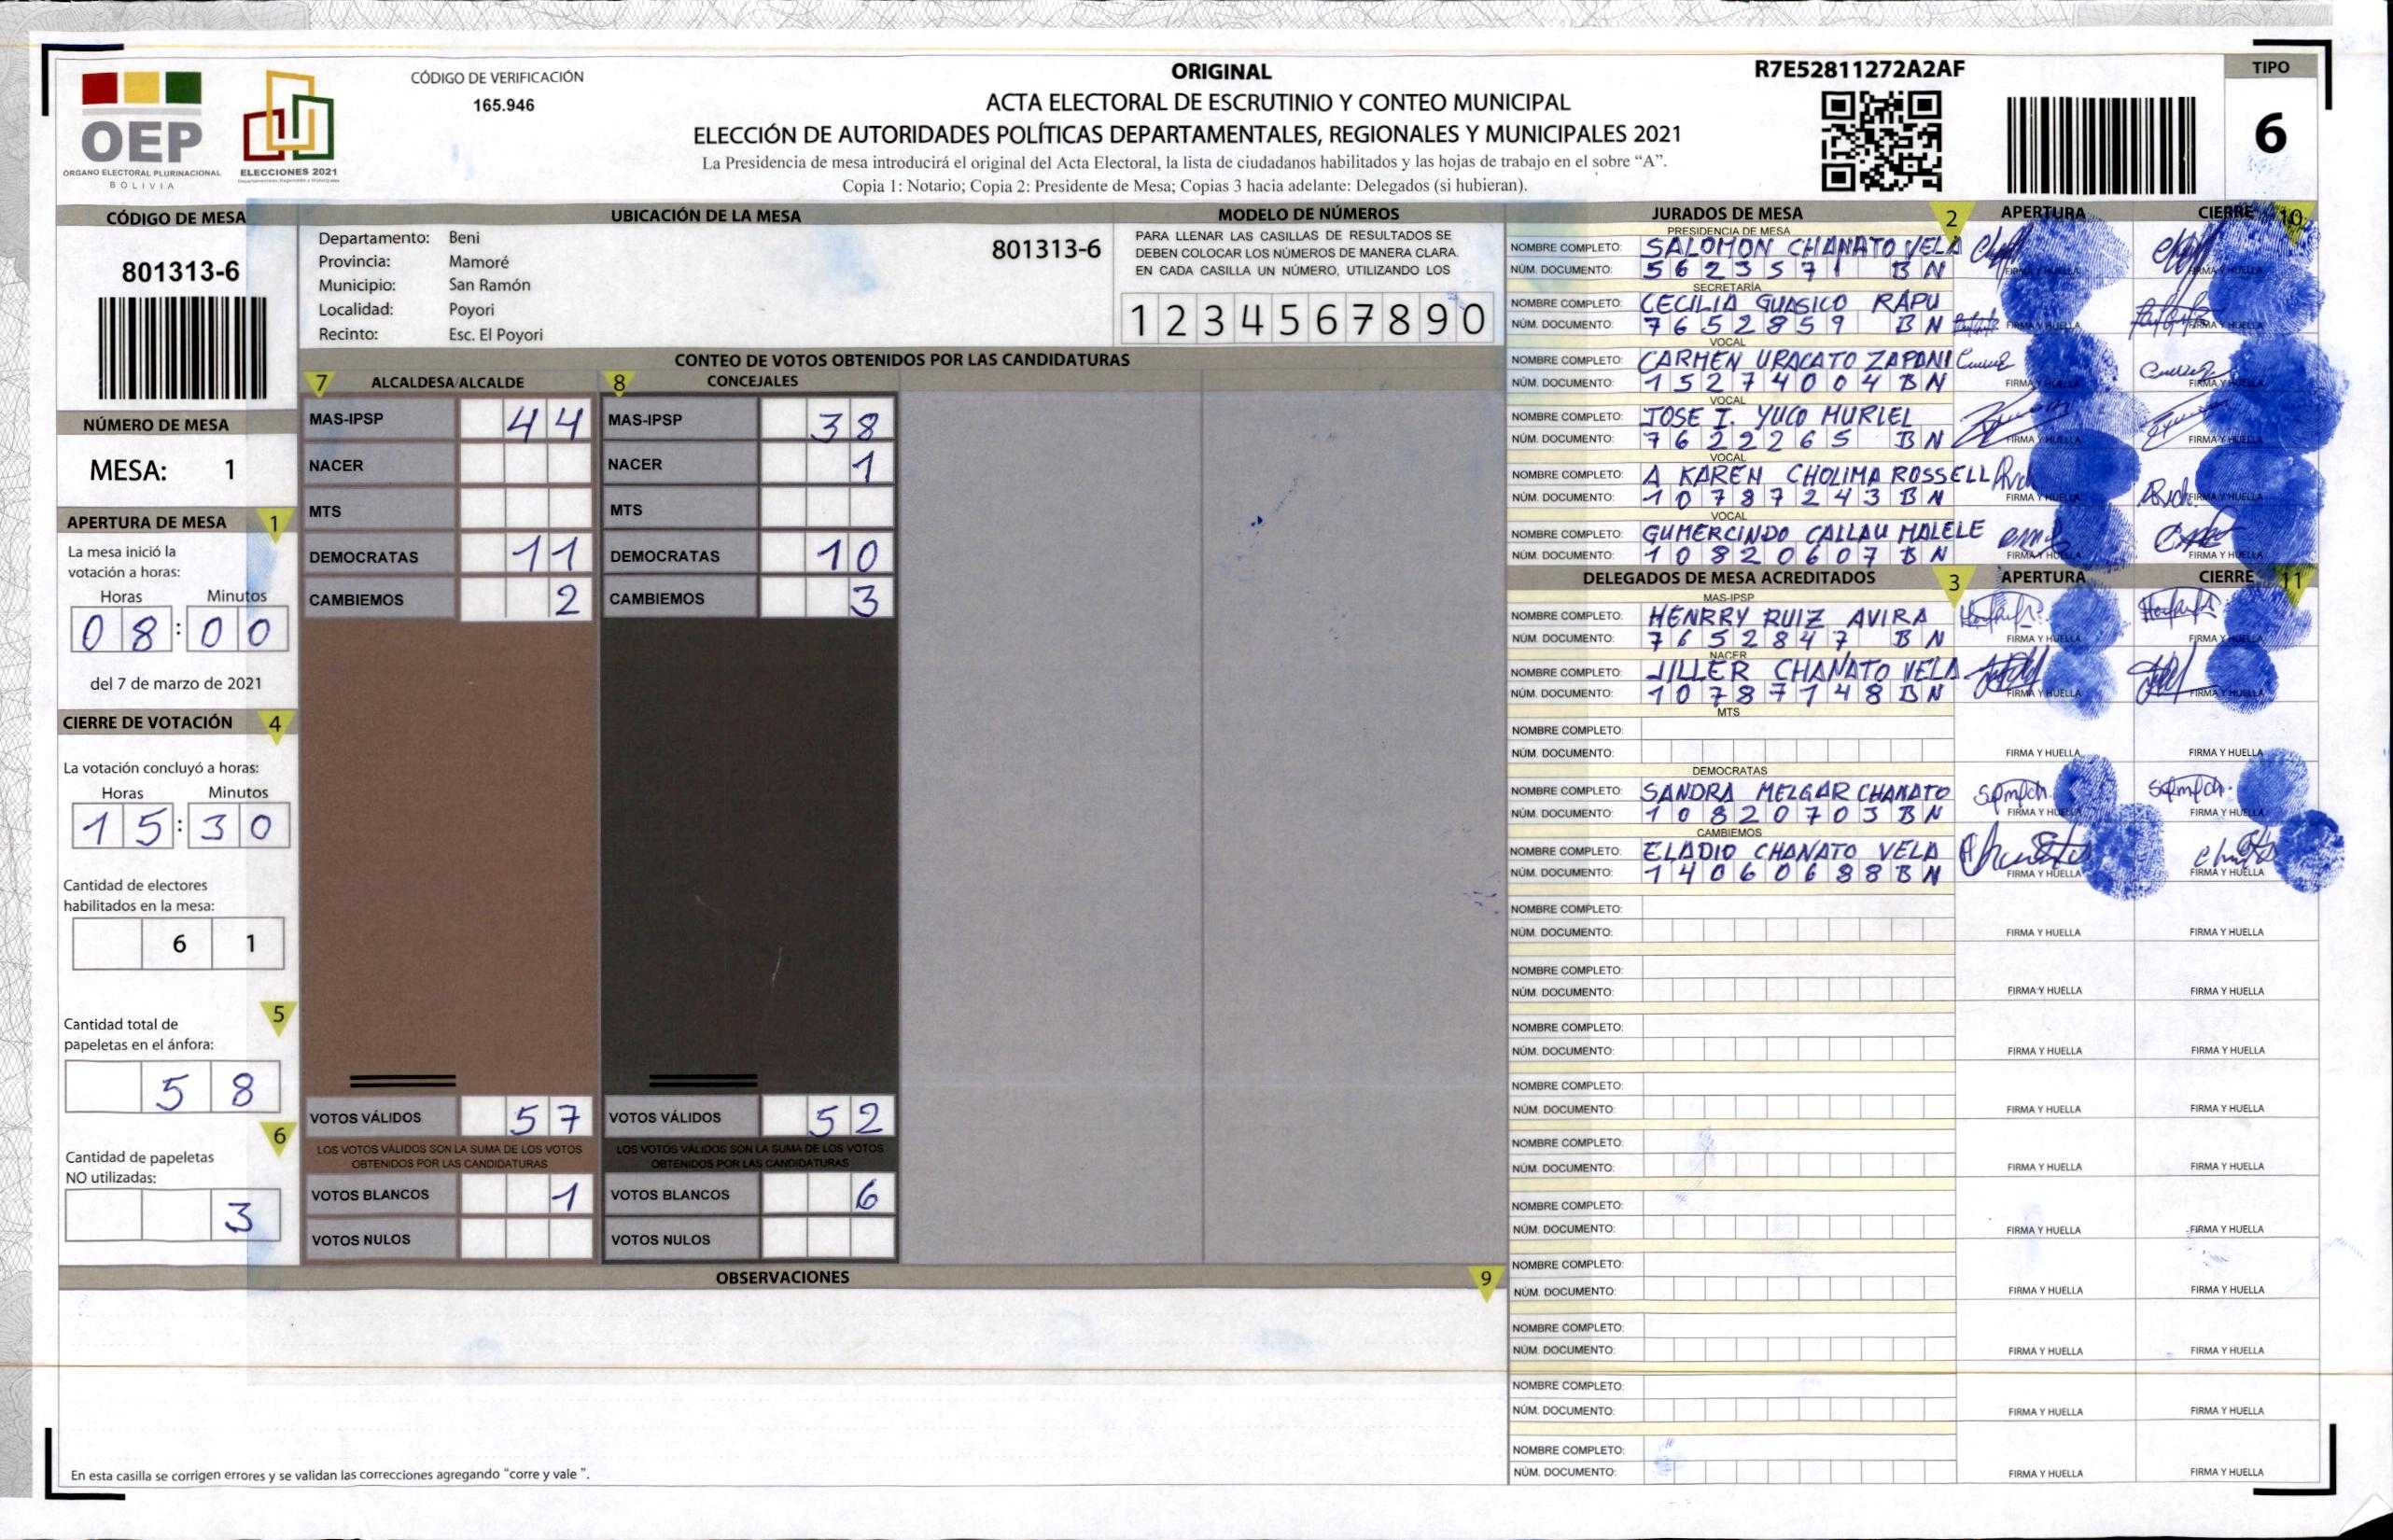 ORIGINAL
R7E52811272A2AF
TIPO
6
OEP
ÓRGANO ELECTORAL PLURINACIONAL
BOLIVIA
ELECCIONES 2021
CÓDIGO DE VERIFICACIÓN
165.946
ACTA ELECTORAL DE ESCRUTINIO Y CONTEO MUNICIPAL
ELECCIÓN DE AUTORIDADES POLÍTICAS DEPARTAMENTALES, REGIONALES Y MUNICIPALES 2021
La Presidencia de mesa introducirá el original del Acta Electoral, la lista de ciudadanos habilitados y las hojas de trabajo en el sobre “A”.
Copia 1: Notario; Copia 2: Presidente de Mesa; Copias 3 hacia adelante: Delegados (si hubieran).
CÓDIGO DE MESA
801313-6
NÚMERO DE MESA
MESA: 1
APERTURA DE MESA 1
La mesa inició la
votación a horas:
Horas Minutos
08:00
del 7 de marzo de 2021
CIERRE DE VOTACIÓN 4
La votación concluyó a horas:
Horas Minutos
15:30
Cantidad de electores
habilitados en la mesa:
6 1
5
Cantidad total de
papeletas en el ánfora:
5 8
6
Cantidad de papeletas
NO utilizadas:
3
UBICACIÓN DE LA MESA
Departamento: Beni
801313-6
Provincia: Mamoré
Municipio: San Ramón
Localidad: Poyori
Recinto: Esc. El Poyori
MODELO DE NÚMEROS
PARA LLENAR LAS CASILLAS DE RESULTADOS SE
DEBEN COLOCAR LOS NÚMEROS DE MANERA CLARA.
EN CADA CASILLA UN NÚMERO, UTILIZANDO LOS
1 2 3 4 5 6 7 8 9 0
CONTEO DE VOTOS OBTENIDOS POR LAS CANDIDATURAS
7 ALCALDESA/ALCALDE
MAS-IPSP 44
NACER
MTS
DEMOCRATAS 11
CAMBIEMOS 2
VOTOS VÁLIDOS 57
LOS VOTOS VÁLIDOS SON LA SUMA DE LOS VOTOS
OBTENIDOS POR LAS CANDIDATURAS
VOTOS BLANCOS 1
VOTOS NULOS
8 CONCEJALES
MAS-IPSP 38
NACER 1
MTS
DEMOCRATAS 10
CAMBIEMOS 3
VOTOS VÁLIDOS 52
LOS VOTOS VÁLIDOS SON LA SUMA DE LOS VOTOS
OBTENIDOS POR LAS CANDIDATURAS
VOTOS BLANCOS 6
VOTOS NULOS
OBSERVACIONES 9
En esta casilla se corrigen errores y se validan las correcciones agregando “corre y vale ”.
JURADOS DE MESA 2 APERTURA CIERRE 10
PRESIDENCIA DE MESA
NOMBRE COMPLETO: SALOMON CHANATO VELA
NÚM. DOCUMENTO: 5623571 BN FIRMA Y HUELLA FIRMA Y HUELLA
SECRETARÍA
NOMBRE COMPLETO: CECILIA GUASICO RAPU
NÚM. DOCUMENTO: 7652859 BN FIRMA Y HUELLA FIRMA Y HUELLA
VOCAL
NOMBRE COMPLETO: CARMEN URACATO ZAPONI
NÚM. DOCUMENTO: 15274004BN FIRMA Y HUELLA FIRMA Y HUELLA
VOCAL
NOMBRE COMPLETO: JOSE I. YUCO MURIEL
NÚM. DOCUMENTO: 7622265 BN FIRMA Y HUELLA FIRMA Y HUELLA
VOCAL
NOMBRE COMPLETO: A KAREN CHOLIMA ROSSELL
NÚM. DOCUMENTO: 10787243BN FIRMA Y HUELLA FIRMA Y HUELLA
VOCAL
NOMBRE COMPLETO: GUMERCINDO CALLAU MALELE
NÚM. DOCUMENTO: 10820607BN FIRMA Y HUELLA FIRMA Y HUELLA
DELEGADOS DE MESA ACREDITADOS 3 APERTURA CIERRE 11
MAS-IPSP
NOMBRE COMPLETO: HENRRY RUIZ AVIRA
NÚM. DOCUMENTO: 7652847 BN FIRMA Y HUELLA FIRMA Y HUELLA
NACER
NOMBRE COMPLETO: JILLER CHANATO VELA
NÚM. DOCUMENTO: 10787148BN FIRMA Y HUELLA FIRMA Y HUELLA
MTS
NOMBRE COMPLETO:
NÚM. DOCUMENTO: FIRMA Y HUELLA FIRMA Y HUELLA
DEMOCRATAS
NOMBRE COMPLETO: SANDRA MELGAR CHANATO
NÚM. DOCUMENTO: 10820703BN FIRMA Y HUELLA FIRMA Y HUELLA
CAMBIEMOS
NOMBRE COMPLETO: ELADIO CHANATO VELA
NÚM. DOCUMENTO: 14060688BN FIRMA Y HUELLA FIRMA Y HUELLA
NOMBRE COMPLETO:
NÚM. DOCUMENTO: FIRMA Y HUELLA FIRMA Y HUELLA
NOMBRE COMPLETO:
NÚM. DOCUMENTO: FIRMA Y HUELLA FIRMA Y HUELLA
NOMBRE COMPLETO:
NÚM. DOCUMENTO: FIRMA Y HUELLA FIRMA Y HUELLA
NOMBRE COMPLETO:
NÚM. DOCUMENTO: FIRMA Y HUELLA FIRMA Y HUELLA
NOMBRE COMPLETO:
NÚM. DOCUMENTO: FIRMA Y HUELLA FIRMA Y HUELLA
NOMBRE COMPLETO:
NÚM. DOCUMENTO: FIRMA Y HUELLA FIRMA Y HUELLA
NOMBRE COMPLETO:
NÚM. DOCUMENTO: FIRMA Y HUELLA FIRMA Y HUELLA
NOMBRE COMPLETO:
NÚM. DOCUMENTO: FIRMA Y HUELLA FIRMA Y HUELLA
NOMBRE COMPLETO:
NÚM. DOCUMENTO: FIRMA Y HUELLA FIRMA Y HUELLA
NOMBRE COMPLETO:
NÚM. DOCUMENTO: FIRMA Y HUELLA FIRMA Y HUELLA